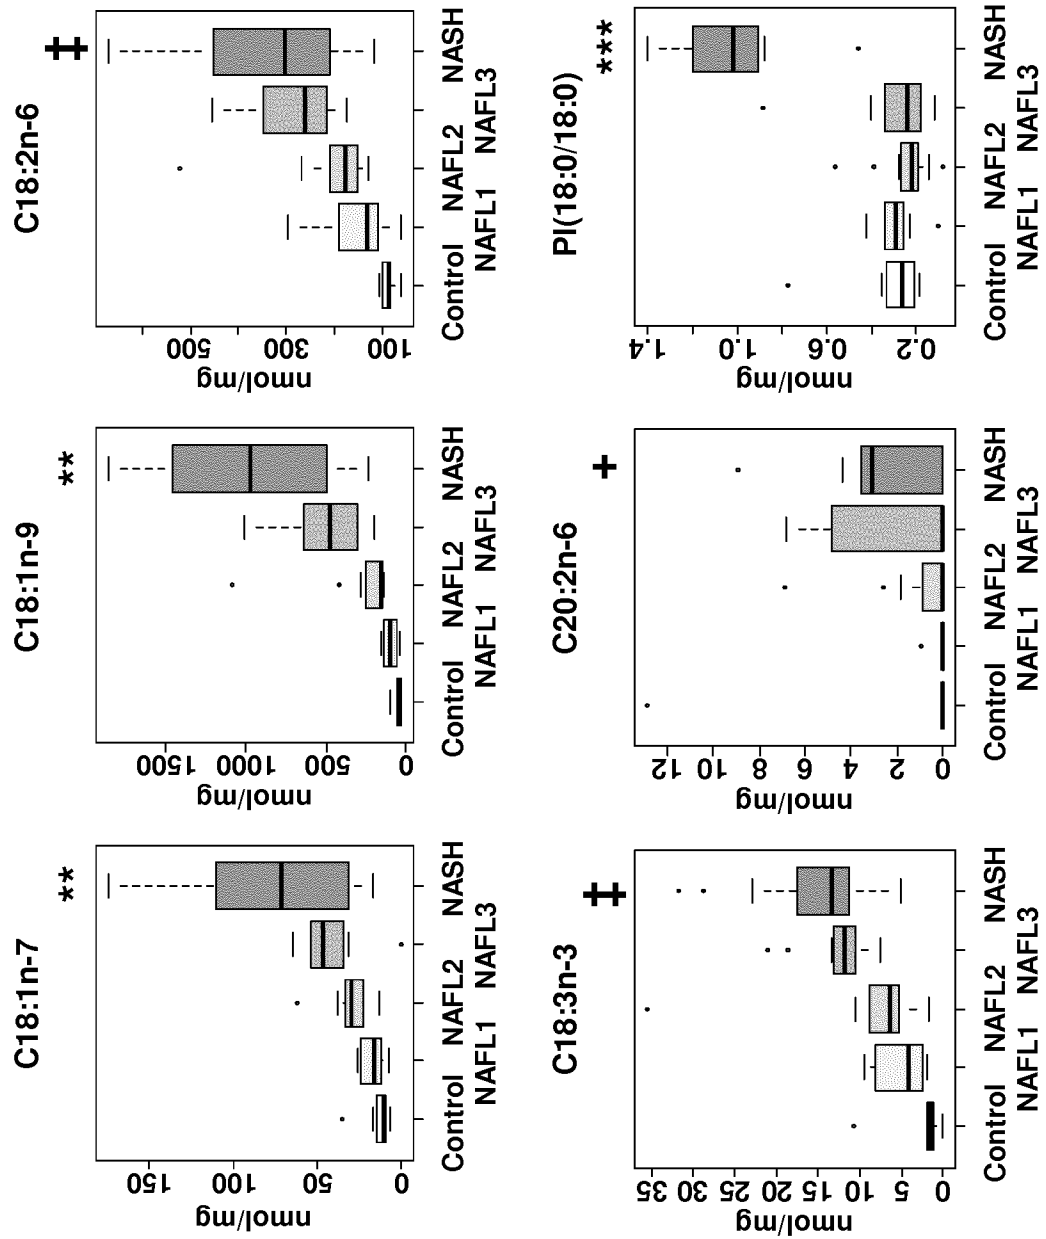 C18:1n-7
**
nmol/mg
150
100
50
0
Control NAFL2 NASH
NAFL1 NAFL3
C18:1n-9
**
nmol/mg
1500
1000
500
0
Control NAFL2 NASH
NAFL1 NAFL3
C18:2n-6
‡
nmol/mg
500
300
100
Control NAFL2 NASH
NAFL1 NAFL3
C18:3n-3
‡
nmol/mg
35
30
25
20
15
10
5
0
Control NAFL2 NASH
NAFL1 NAFL3
C20:2n-6
+
nmol/mg
12
10
8
6
4
2
0
Control NAFL2 NASH
NAFL1 NAFL3
PI(18:0/18:0)
***
nmol/mg
1.4
1.0
0.6
0.2
Control NAFL2 NASH
NAFL1 NAFL3